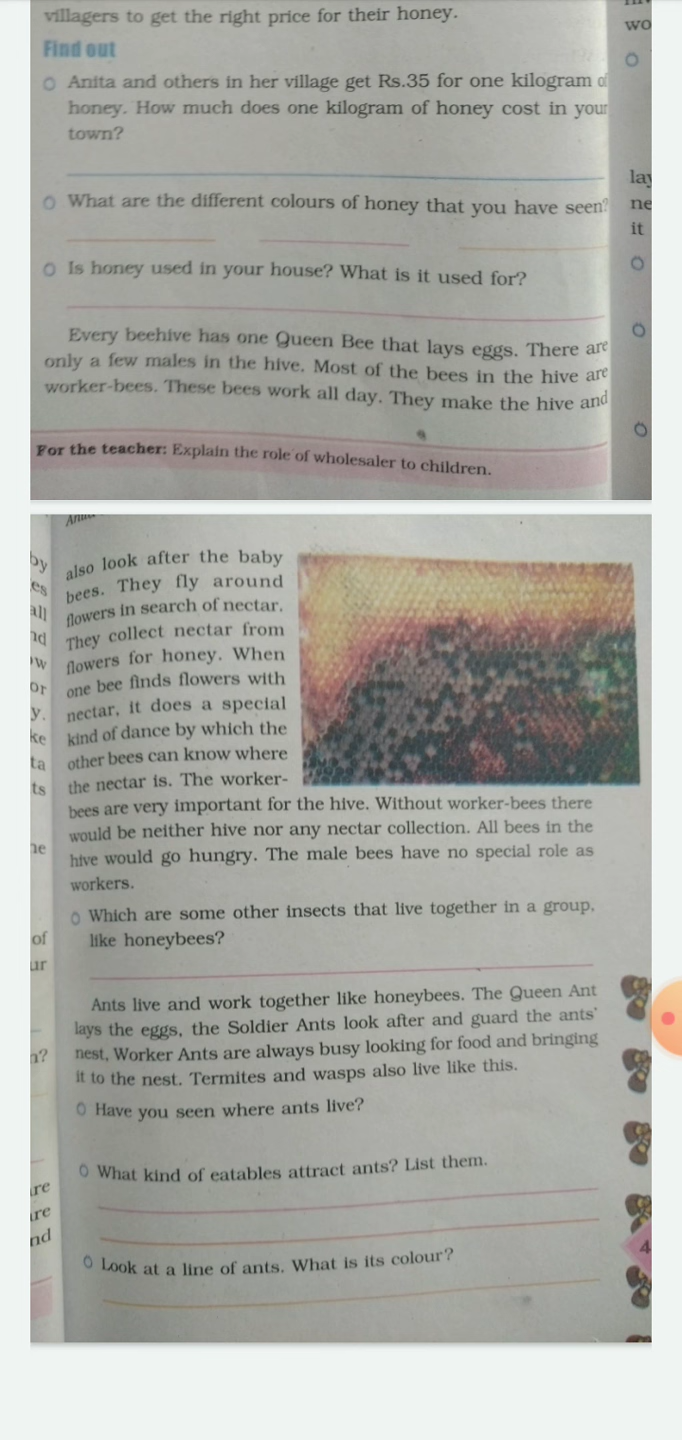 villagers to get the right price for their honey.
Find out
Anita and others in her village get Rs.35 for one kilogram of
honey. How much does one kilogram of honey cost in your
town?
What are the different colours of honey that you have seen?
Is honey used in your house? What is it used for?
Every beehive has one Queen Bee that lays eggs. There are
only a few males in the hive. Most of the bees in the hive are
worker-bees. These bees work all day. They make the hive and
For the teacher: Explain the role of wholesaler to children.
wo
lay
ne
it
also look after the baby
bees. They fly around
flowers in search of nectar.
They collect nectar from
flowers for honey. When
one bee finds flowers with
nectar, it does a special
kind of dance by which the
other bees can know where
the nectar is. The worker-
bees are very important for the hive. Without worker-bees there
would be neither hive nor any nectar collection. All bees in the
hive would go hungry. The male bees have no special role as
workers.
Which are some other insects that live together in a group,
like honeybees?
Ants live and work together like honeybees. The Queen Ant
lays the eggs, the Soldier Ants look after and guard the ants'
nest, Worker Ants are always busy looking for food and bringing
it to the nest. Termites and wasps also live like this.
Have you seen where ants live?
What kind of eatables attract ants? List them.
Look at a line of ants. What is its colour?
4
by
es
all
nd
ow
or
y.
ke
ta
ts
ne
of
ur
n?
are
are
nd